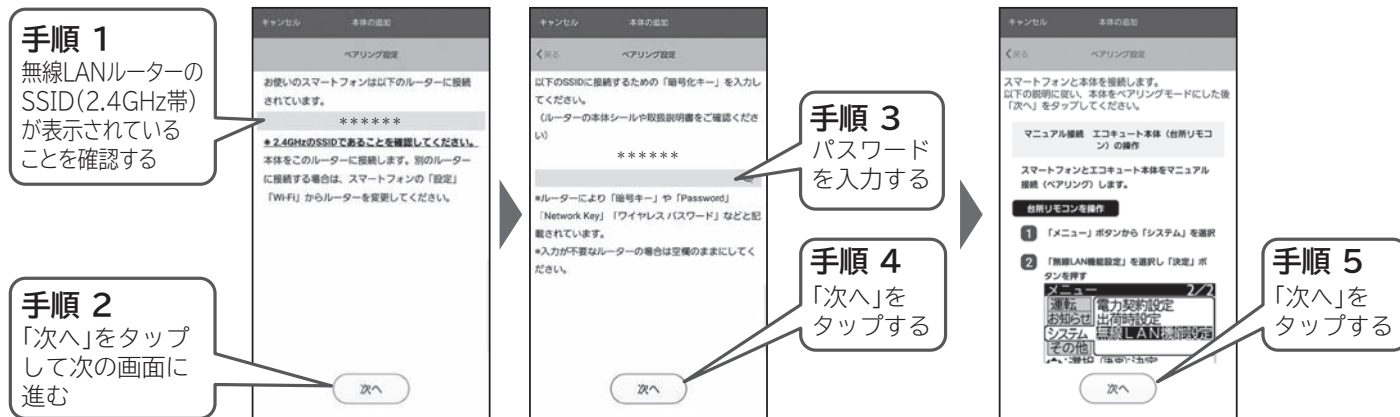 手順 1
無線LANルーターの
SSID(2.4GHz帯)
が表示されている
ことを確認する
手順 2
「次へ」をタップ
して次の画面に
進む
キャンセル 本体の追加
ペアリング設定
お使いのスマートフォンは以下のルーターに接続
されています。
******
* 2.4GHzのSSIDであることを確認してください。
本体をこのルーターに接続します。別のルーター
に接続する場合は、スマートフォンの「設定」
「Wi-Fi」からルーターを変更してください。
次へ
キャンセル 本体の追加
戻る ペアリング設定
以下のSSIDに接続するための「暗号化キー」を入力し
てください。
(ルーターの本体シールや取扱説明書をご確認くださ
い)
******
*ルーターにより「暗号キー」や「Password」
「Network Key」「ワイヤレス パスワード」などと記
載されています。
*入力が不要なルーターの場合は空欄のままにしてく
ださい。
次へ
手順 3
パスワード
を入力する
手順 4
「次へ」を
タップする
キャンセル 本体の追加
戻る ペアリング設定
スマートフォンと本体を接続します。
以下の説明に従い、本体をペアリングモードにした後
「次へ」をタップしてください。
マニュアル接続 エコキュート本体(台所リモコ
ン)の操作
スマートフォンとエコキュート本体をマニュアル
接続(ペアリング)します。
台所リモコンを操作
1 「メニュー」ボタンから「システム」を選択
2 「無線LAN機能設定」を選択し「決定」ボ
タンを押す
メニュー 2/2
運転 電力契約設定
お知らせ 出荷時設定
システム 無線LAN機能設定
その他
次へ
手順 5
「次へ」を
タップする